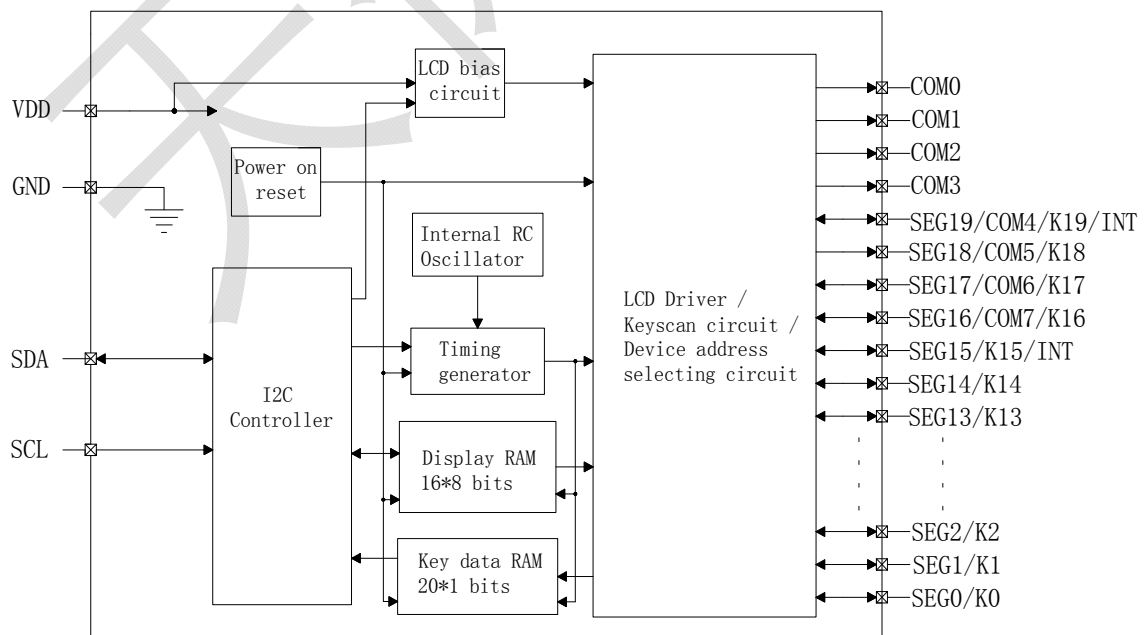 LCD bias
circuit
VDD
GND
SDA
SCL
Power on
reset
Internal RC
Oscillator
Timing
generator
I2C
Controller
Display RAM
16*8 bits
Key data RAM
20*1 bits
LCD Driver /
Keyscan circuit /
Device address
selecting circuit
COM0
COM1
COM2
COM3
SEG19/COM4/K19/INT
SEG18/COM5/K18
SEG17/COM6/K17
SEG16/COM7/K16
SEG15/K15/INT
SEG14/K14
SEG13/K13
SEG2/K2
SEG1/K1
SEG0/K0